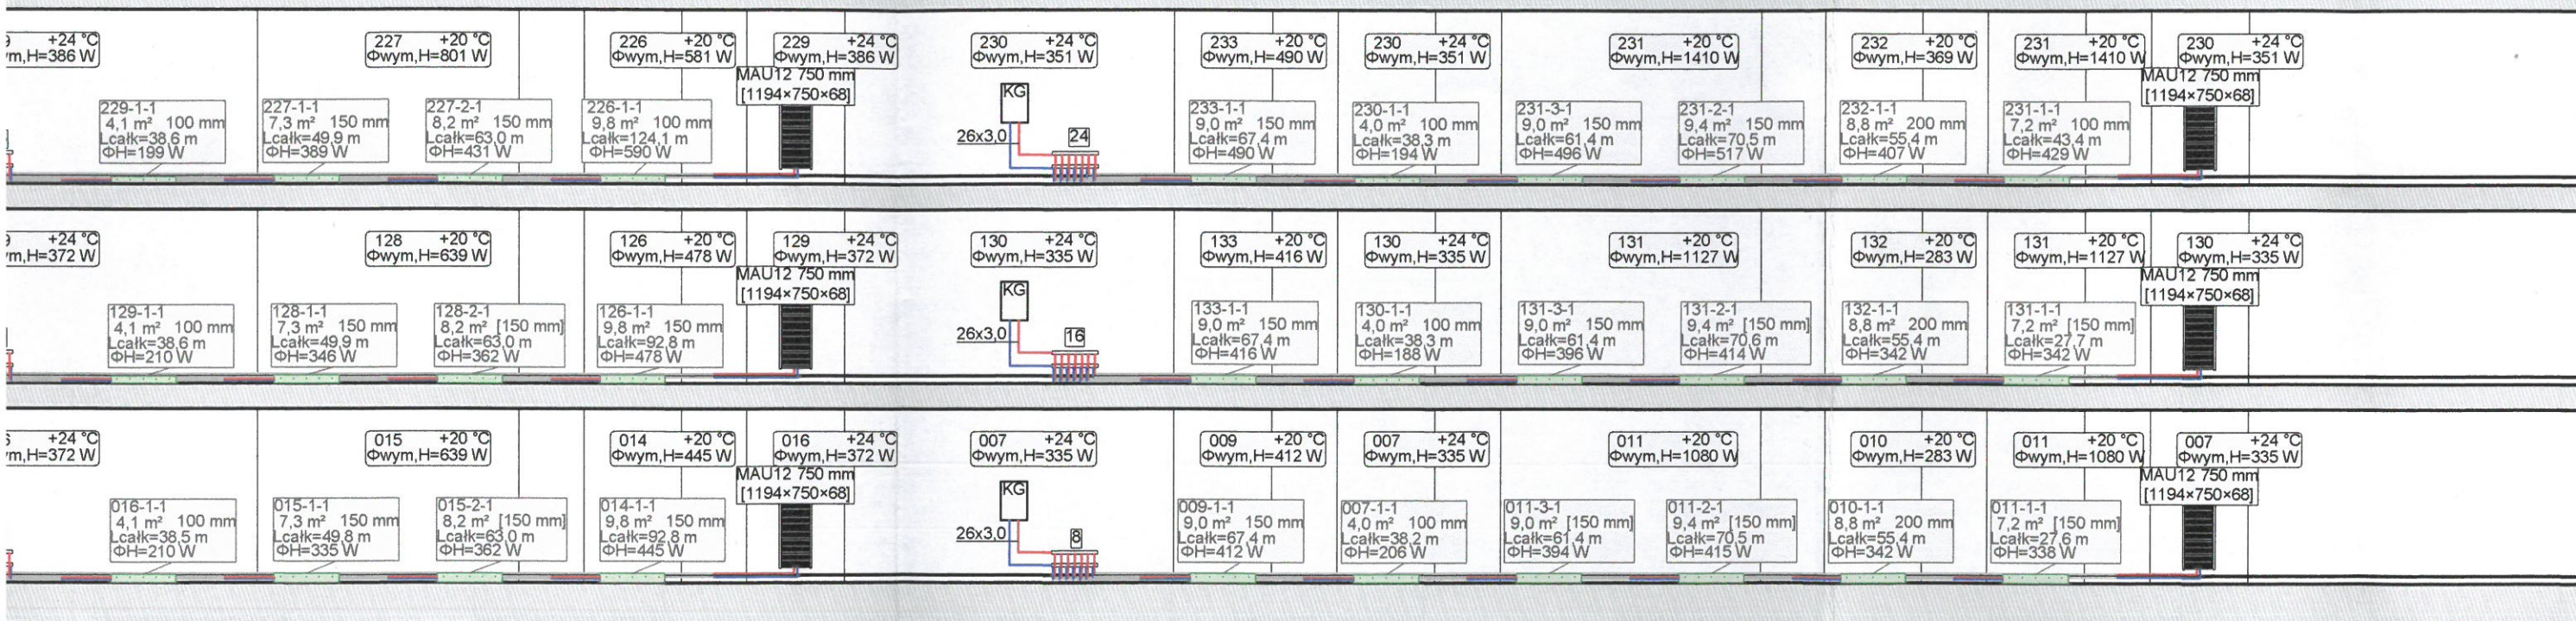 9 +24 °C
ym,H=386 W
227 +20 °C
Φwym,H=801 W
226 +20 °C
Φwym,H=581 W
229 +24 °C
Φwym,H=386 W
230 +24 °C
Φwym,H=351 W
233 +20 °C
Φwym,H=490 W
230 +24 °C
Φwym,H=351 W
231 +20 °C
Φwym,H=1410 W
232 +20 °C
Φwym,H=369 W
231 +20 °C
Φwym,H=1410 W
230 +24 °C
Φwym,H=351 W
MAU12 750 mm
[1194×750×68]
MAU12 750 mm
[1194×750×68]
229-1-1
4,1 m² 100 mm
Lcałk=38,6 m
ΦH=199 W
227-1-1
7,3 m² 150 mm
Lcałk=49,9 m
ΦH=389 W
227-2-1
8,2 m² 150 mm
Lcałk=63,0 m
ΦH=431 W
226-1-1
9,8 m² 100 mm
Lcałk=124,1 m
ΦH=590 W
KG
26x3,0
24
233-1-1
9,0 m² 150 mm
Lcałk=67,4 m
ΦH=490 W
230-1-1
4,0 m² 100 mm
Lcałk=38,3 m
ΦH=194 W
231-3-1
9,0 m² 150 mm
Lcałk=61,4 m
ΦH=496 W
231-2-1
9,4 m² 150 mm
Lcałk=70,5 m
ΦH=517 W
232-1-1
8,8 m² 200 mm
Lcałk=55,4 m
ΦH=407 W
231-1-1
7,2 m² 100 mm
Lcałk=43,4 m
ΦH=429 W
9 +24 °C
ym,H=372 W
128 +20 °C
Φwym,H=639 W
126 +20 °C
Φwym,H=478 W
129 +24 °C
Φwym,H=372 W
130 +24 °C
Φwym,H=335 W
133 +20 °C
Φwym,H=416 W
130 +24 °C
Φwym,H=335 W
131 +20 °C
Φwym,H=1127 W
132 +20 °C
Φwym,H=283 W
131 +20 °C
Φwym,H=1127 W
130 +24 °C
Φwym,H=335 W
MAU12 750 mm
[1194×750×68]
MAU12 750 mm
[1194×750×68]
129-1-1
4,1 m² 100 mm
Lcałk=38,6 m
ΦH=210 W
128-1-1
7,3 m² 150 mm
Lcałk=49,9 m
ΦH=346 W
128-2-1
8,2 m² [150 mm]
Lcałk=63,0 m
ΦH=362 W
126-1-1
9,8 m² 150 mm
Lcałk=92,8 m
ΦH=478 W
KG
26x3,0
16
133-1-1
9,0 m² 150 mm
Lcałk=67,4 m
ΦH=416 W
130-1-1
4,0 m² 100 mm
Lcałk=38,3 m
ΦH=188 W
131-3-1
9,0 m² 150 mm
Lcałk=61,4 m
ΦH=396 W
131-2-1
9,4 m² [150 mm]
Lcałk=70,6 m
ΦH=414 W
132-1-1
8,8 m² 200 mm
Lcałk=55,4 m
ΦH=342 W
131-1-1
7,2 m² [150 mm]
Lcałk=27,7 m
ΦH=342 W
6 +24 °C
ym,H=372 W
015 +20 °C
Φwym,H=639 W
014 +20 °C
Φwym,H=445 W
016 +24 °C
Φwym,H=372 W
007 +24 °C
Φwym,H=335 W
009 +20 °C
Φwym,H=412 W
007 +24 °C
Φwym,H=335 W
011 +20 °C
Φwym,H=1080 W
010 +20 °C
Φwym,H=283 W
011 +20 °C
Φwym,H=1080 W
007 +24 °C
Φwym,H=335 W
MAU12 750 mm
[1194×750×68]
MAU12 750 mm
[1194×750×68]
016-1-1
4,1 m² 100 mm
Lcałk=38,5 m
ΦH=210 W
015-1-1
7,3 m² 150 mm
Lcałk=49,8 m
ΦH=335 W
015-2-1
8,2 m² [150 mm]
Lcałk=63,0 m
ΦH=362 W
014-1-1
9,8 m² 150 mm
Lcałk=92,8 m
ΦH=445 W
KG
26x3,0
8
009-1-1
9,0 m² 150 mm
Lcałk=67,4 m
ΦH=412 W
007-1-1
4,0 m² 100 mm
Lcałk=38,2 m
ΦH=206 W
011-3-1
9,0 m² [150 mm]
Lcałk=61,4 m
ΦH=394 W
011-2-1
9,4 m² [150 mm]
Lcałk=70,5 m
ΦH=415 W
010-1-1
8,8 m² 200 mm
Lcałk=55,4 m
ΦH=342 W
011-1-1
7,2 m² [150 mm]
Lcałk=27,6 m
ΦH=338 W